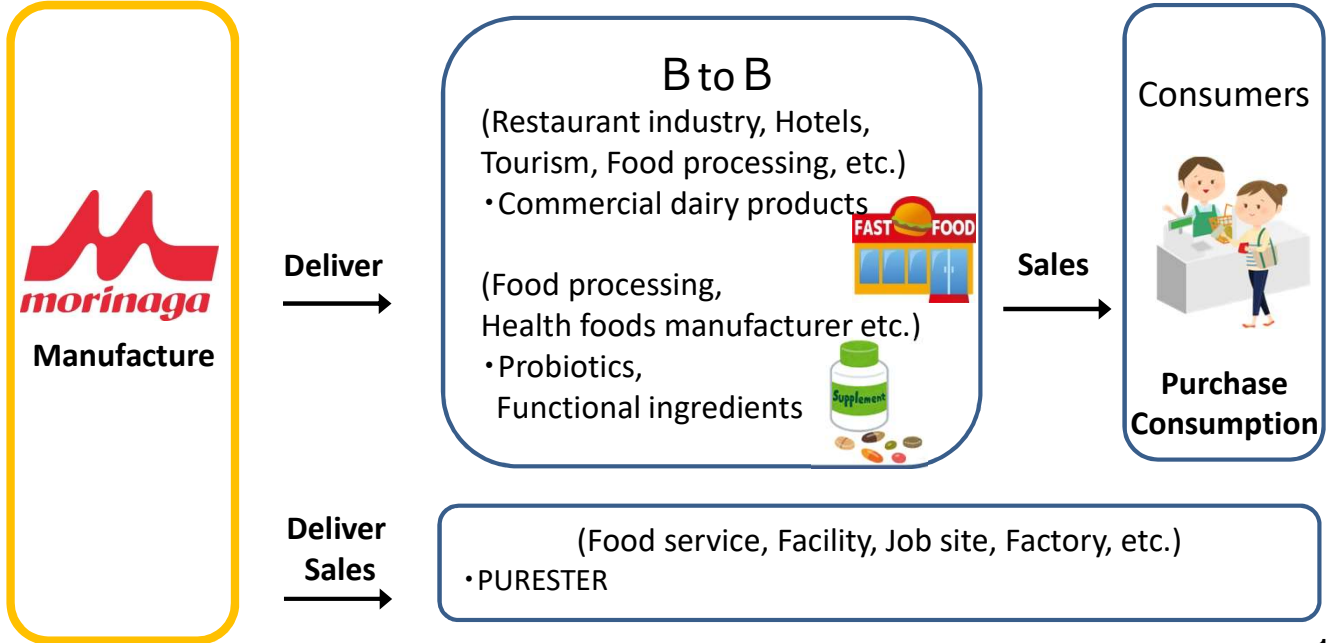 morinaga
Manufacture
Deliver
B to B
(Restaurant industry, Hotels,
Tourism, Food processing, etc.)
・Commercial dairy products
FAST FOOD
(Food processing,
Health foods manufacturer etc.)
・Probiotics,
Functional ingredients
Supplement
Sales
Consumers
Purchase
Consumption
Deliver
Sales
(Food service, Facility, Job site, Factory, etc.)
・PURESTER